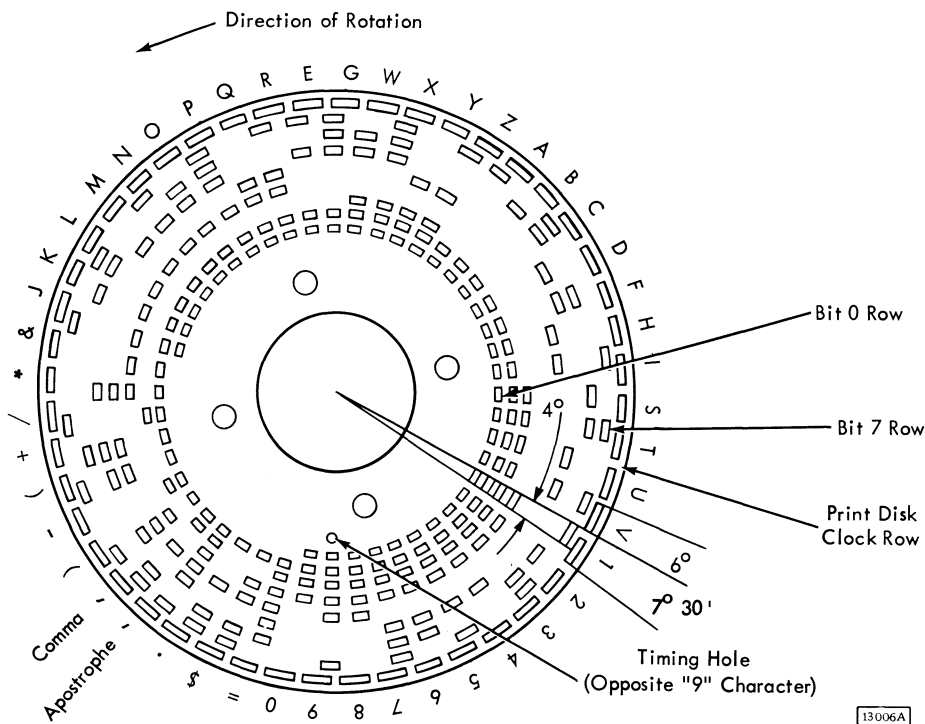 Direction of Rotation
& J K L M N O P Q R E G W X Y Z A B C D F H I S T U V 1 2 3 4 5 6 7 8 9 0 = $ . ' , ) - ( + / *
Bit 0 Row
4°
Bit 7 Row
Print Disk
Clock Row
9°
7° 30'
Comma
Apostrophe
Timing Hole
(Opposite "9" Character)
13006A